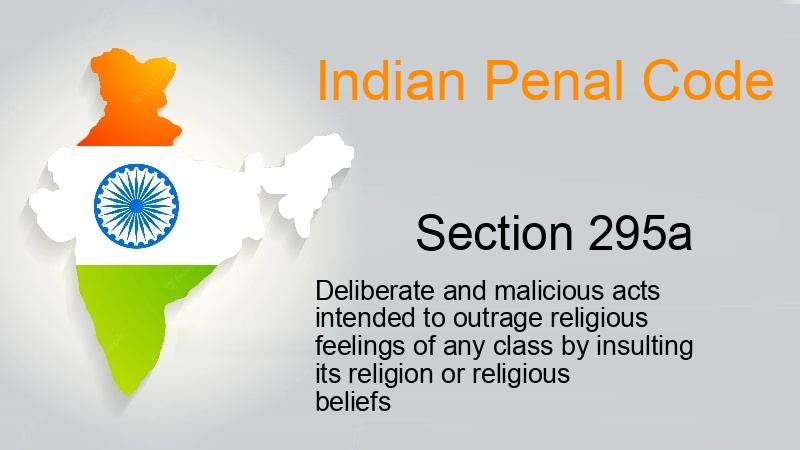 Indian Penal Code
Section 295a
Deliberate and malicious acts
intended to outrage religious
feelings of any class by insulting
its religion or religious
beliefs